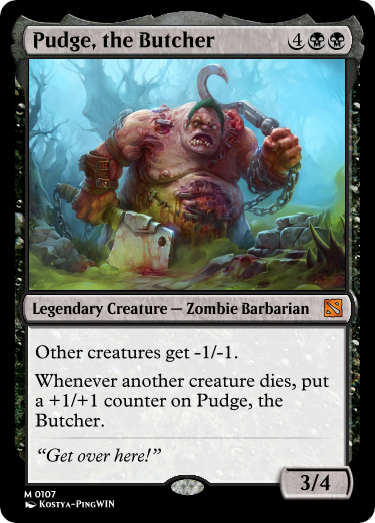 Pudge, the Butcher 4
Legendary Creature — Zombie Barbarian
Other creatures get -1/-1.
Whenever another creature dies, put
a +1/+1 counter on Pudge, the
Butcher.
“Get over here!”
3/4
M 0107
Kostya-PingWIN